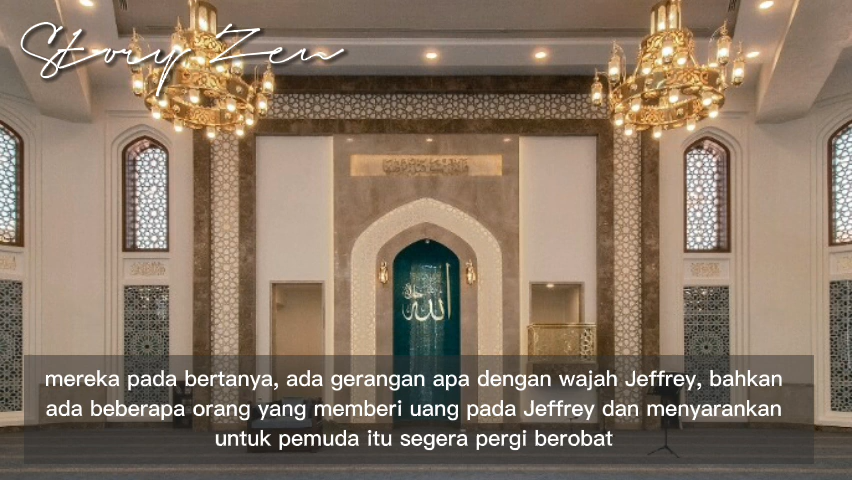 Story Zen
الله
mereka pada bertanya, ada gerangan apa dengan wajah Jeffrey, bahkan
ada beberapa orang yang memberi uang pada Jeffrey dan menyarankan
untuk pemuda itu segera pergi berobat